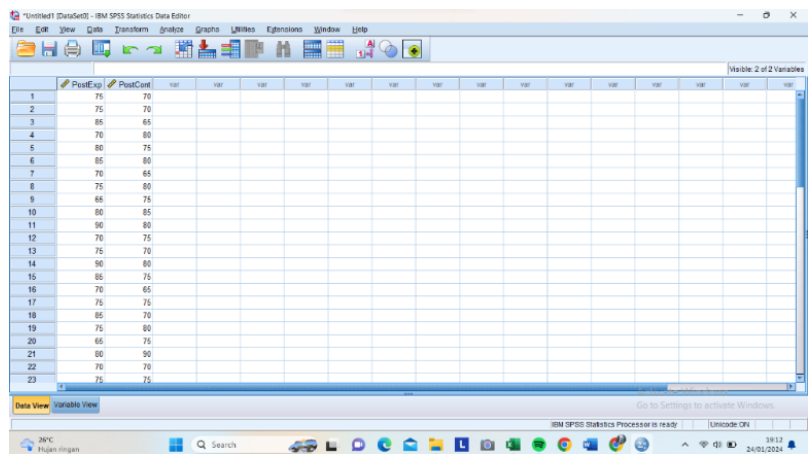 *Untitled1 [DataSet0] - IBM SPSS Statistics Data Editor
File Edit View Data Transform Analyze Graphs Utilities Extensions Window Help
Visible: 2 of 2 Variables
PostExp PostCont var var var var var var var var var var var var var var
1 75 70
2 75 70
3 85 65
4 70 80
5 80 75
6 85 80
7 70 65
8 75 80
9 65 75
10 80 85
11 90 80
12 70 75
13 75 70
14 90 80
15 85 75
16 70 65
17 75 75
18 85 70
19 75 80
20 65 75
21 80 90
22 70 70
23 75 75
Data View Variable View
Go to Settings to activate Windows.
IBM SPSS Statistics Processor is ready Unicode:ON
26°C
Hujan ringan
Search
19:12
24/01/2024